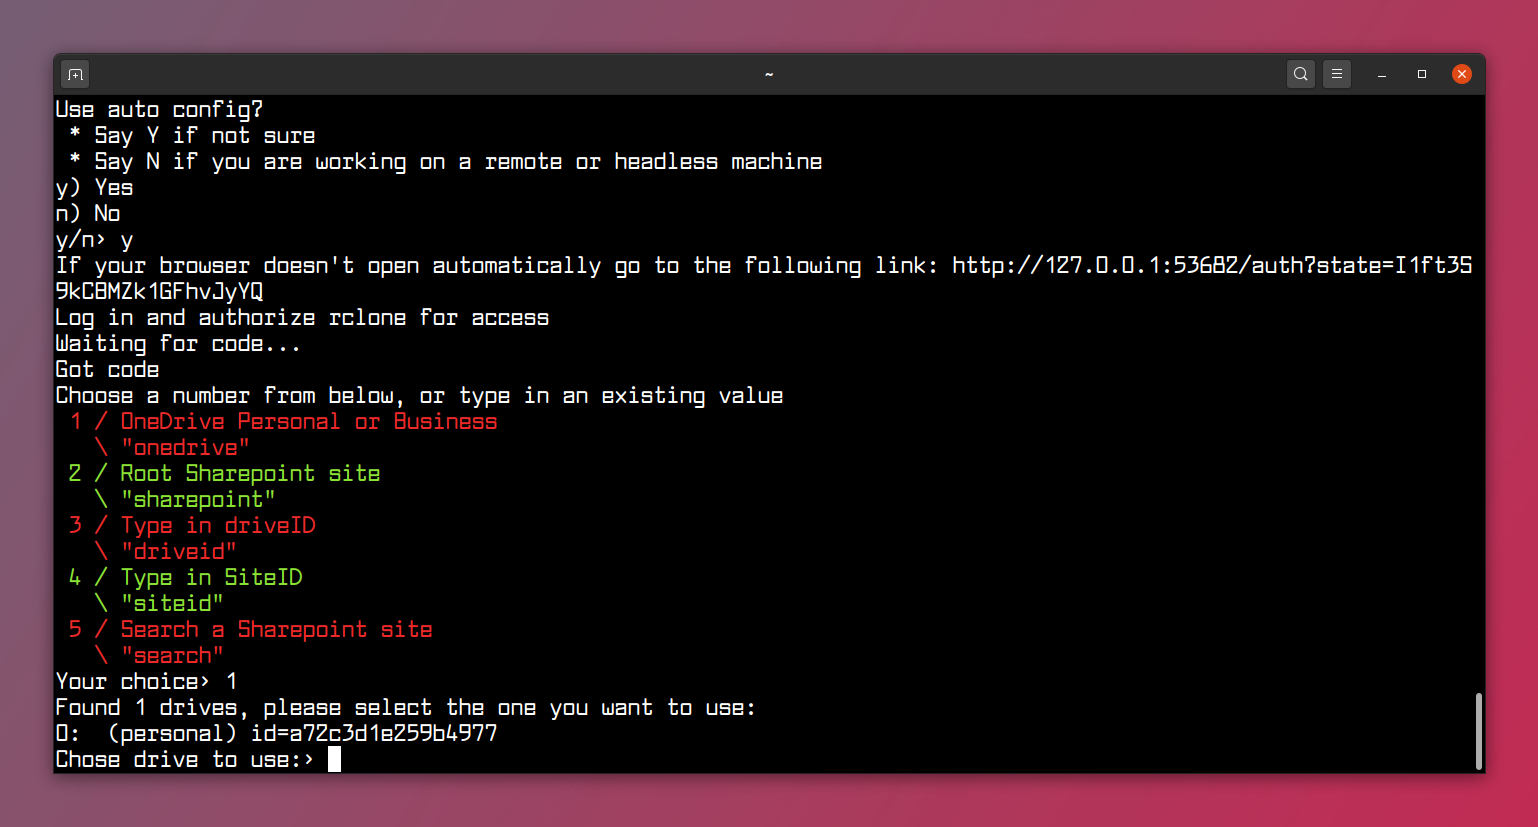 ~
Use auto config?
 * Say Y if not sure
 * Say N if you are working on a remote or headless machine
y) Yes
n) No
y/n> y
If your browser doesn't open automatically go to the following link: http://127.0.0.1:53682/auth?state=I1ft3S
9kC8MZk1GFhvJyYQ
Log in and authorize rclone for access
Waiting for code...
Got code
Choose a number from below, or type in an existing value
 1 / OneDrive Personal or Business
   \ "onedrive"
 2 / Root Sharepoint site
   \ "sharepoint"
 3 / Type in driveID
   \ "driveid"
 4 / Type in SiteID
   \ "siteid"
 5 / Search a Sharepoint site
   \ "search"
Your choice> 1
Found 1 drives, please select the one you want to use:
0:  (personal) id=a72c3d1e259b4977
Chose drive to use:>